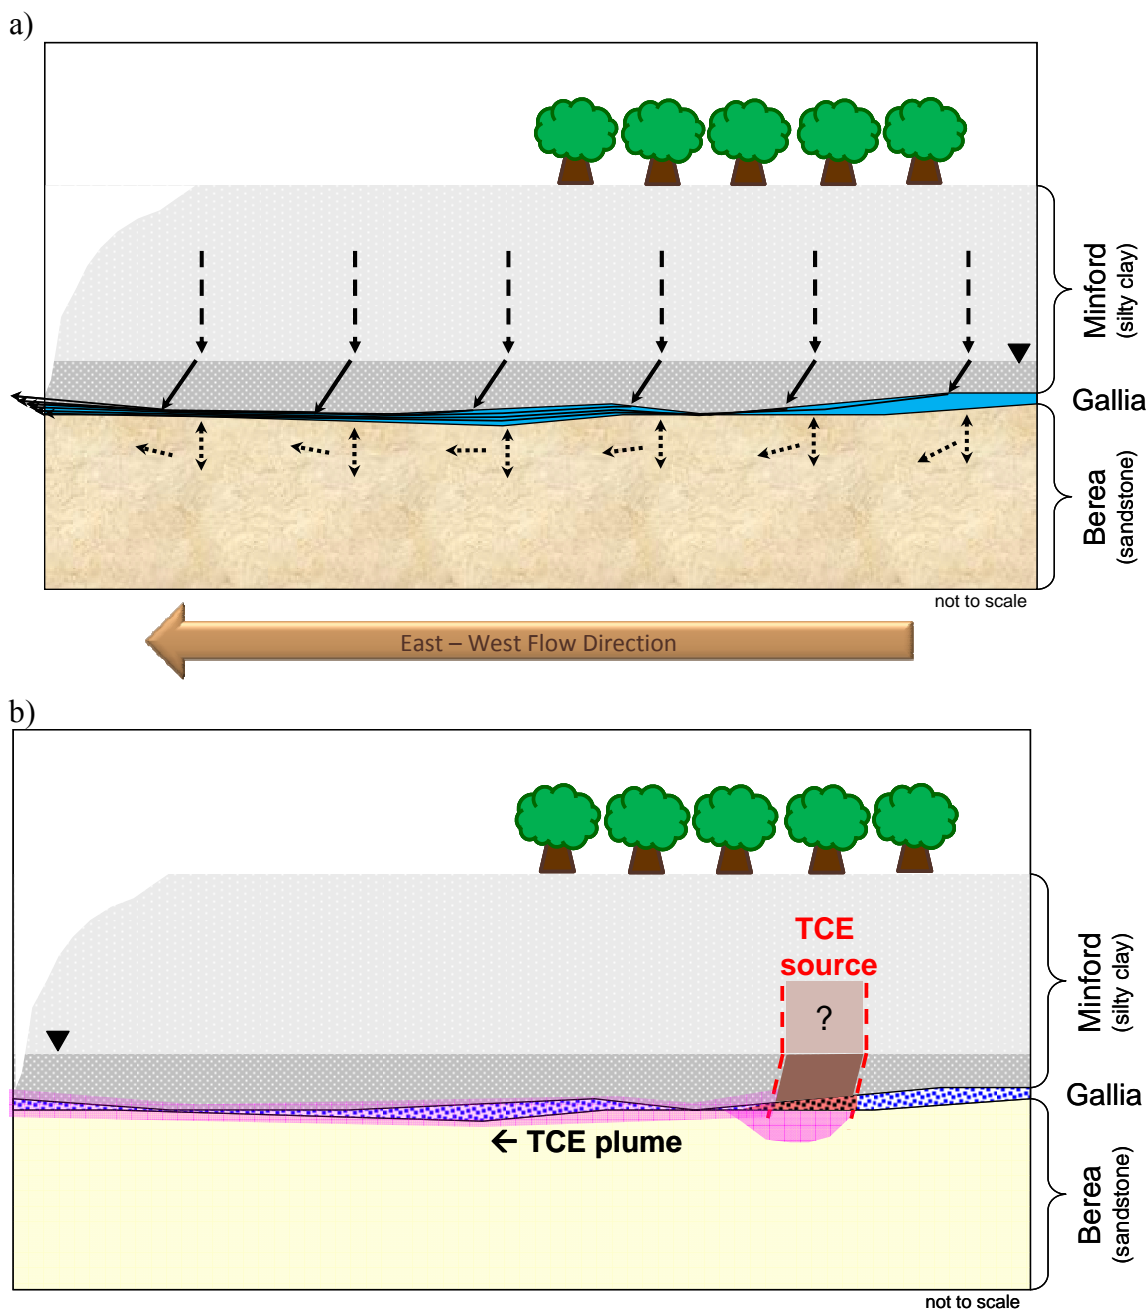 a)
Minford
(silty clay)
Gallia
Berea
(sandstone)
not to scale
East – West Flow Direction
b)
TCE
source
?
Minford
(silty clay)
Gallia
← TCE plume
Berea
(sandstone)
not to scale